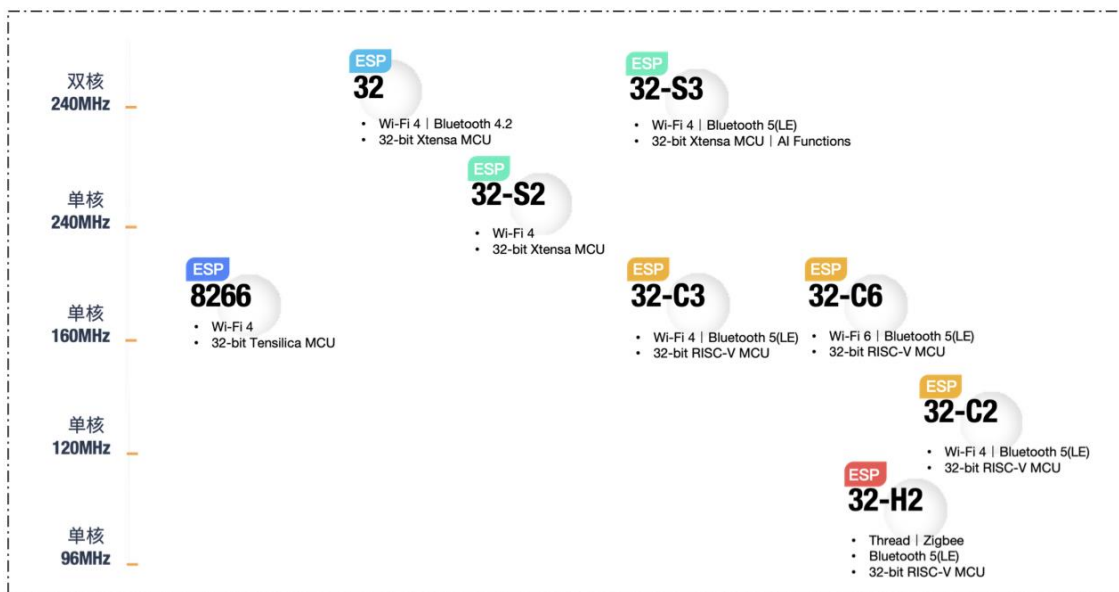 双核
240MHz
ESP
32
• Wi-Fi 4 | Bluetooth 4.2
• 32-bit Xtensa MCU
ESP
32-S3
• Wi-Fi 4 | Bluetooth 5(LE)
• 32-bit Xtensa MCU | AI Functions
单核
240MHz
ESP
32-S2
• Wi-Fi 4
• 32-bit Xtensa MCU
单核
160MHz
ESP
8266
• Wi-Fi 4
• 32-bit Tensilica MCU
ESP
32-C3
• Wi-Fi 4 | Bluetooth 5(LE)
• 32-bit RISC-V MCU
ESP
32-C6
• Wi-Fi 6 | Bluetooth 5(LE)
• 32-bit RISC-V MCU
单核
120MHz
ESP
32-C2
• Wi-Fi 4 | Bluetooth 5(LE)
• 32-bit RISC-V MCU
单核
96MHz
ESP
32-H2
• Thread | Zigbee
• Bluetooth 5(LE)
• 32-bit RISC-V MCU